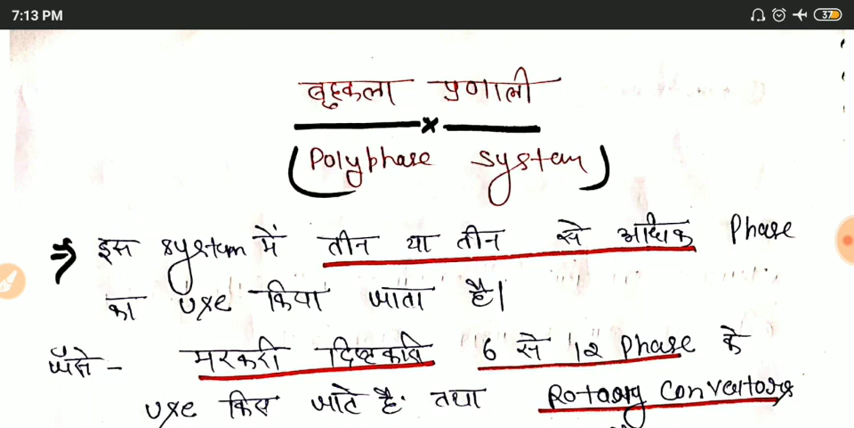 7:13 PM 37
बहुकला प्रणाली
(Polyphase system)
⇒ इस system में तीन या तीन से अधिक Phase
का use किया जाता है।
जैसे - मरकरी दिष्टकारी 6 से 12 Phase के
use किए जाते है. तथा Rotary Convertors